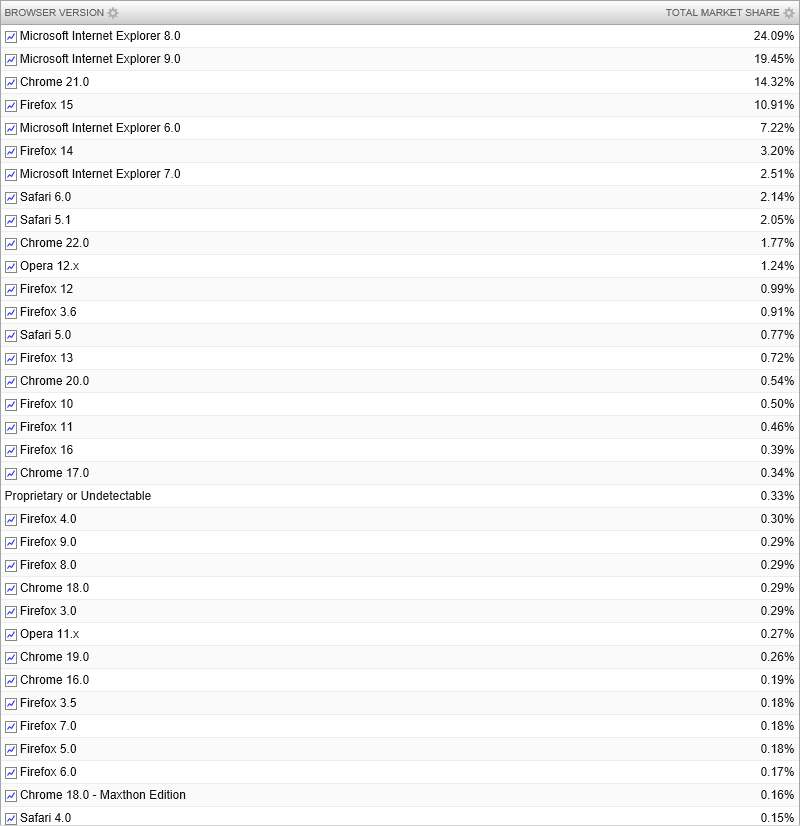 BROWSER VERSION TOTAL MARKET SHARE
Microsoft Internet Explorer 8.0 24.09%
Microsoft Internet Explorer 9.0 19.45%
Chrome 21.0 14.32%
Firefox 15 10.91%
Microsoft Internet Explorer 6.0 7.22%
Firefox 14 3.20%
Microsoft Internet Explorer 7.0 2.51%
Safari 6.0 2.14%
Safari 5.1 2.05%
Chrome 22.0 1.77%
Opera 12.x 1.24%
Firefox 12 0.99%
Firefox 3.6 0.91%
Safari 5.0 0.77%
Firefox 13 0.72%
Chrome 20.0 0.54%
Firefox 10 0.50%
Firefox 11 0.46%
Firefox 16 0.39%
Chrome 17.0 0.34%
Proprietary or Undetectable 0.33%
Firefox 4.0 0.30%
Firefox 9.0 0.29%
Firefox 8.0 0.29%
Chrome 18.0 0.29%
Firefox 3.0 0.29%
Opera 11.x 0.27%
Chrome 19.0 0.26%
Chrome 16.0 0.19%
Firefox 3.5 0.18%
Firefox 7.0 0.18%
Firefox 5.0 0.18%
Firefox 6.0 0.17%
Chrome 18.0 - Maxthon Edition 0.16%
Safari 4.0 0.15%